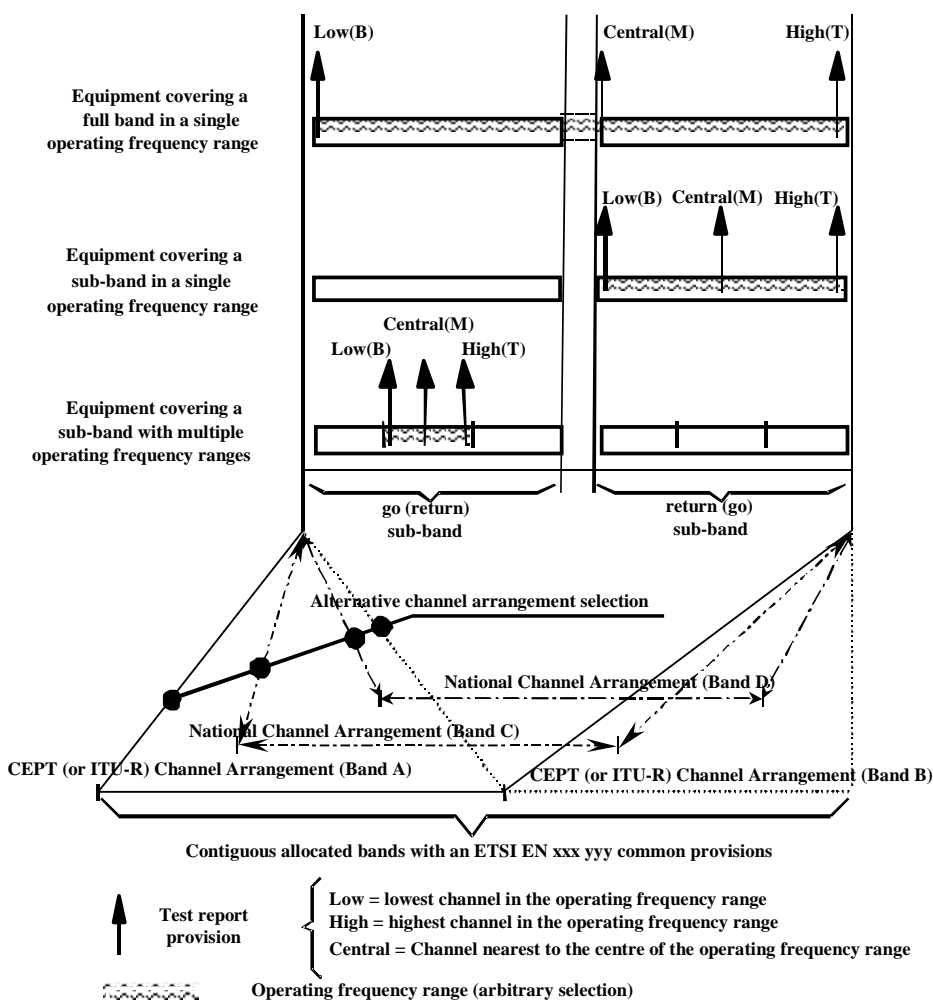 Low(B)
Central(M)
High(T)
Equipment covering a
full band in a single
operating frequency range
Low(B)
Central(M)
High(T)
Equipment covering a
sub-band in a single
operating frequency range
Central(M)
Low(B)
High(T)
Equipment covering a
sub-band with multiple
operating frequency ranges
go (return)
sub-band
return (go)
sub-band
Alternative channel arrangement selection
National Channel Arrangement (Band D)
National Channel Arrangement (Band C)
CEPT (or ITU-R) Channel Arrangement (Band A)
CEPT (or ITU-R) Channel Arrangement (Band B)
Contiguous allocated bands with an ETSI EN xxx yyy common provisions
Test report
provision
Low = lowest channel in the operating frequency range
High = highest channel in the operating frequency range
Central = Channel nearest to the centre of the operating frequency range
Operating frequency range (arbitrary selection)